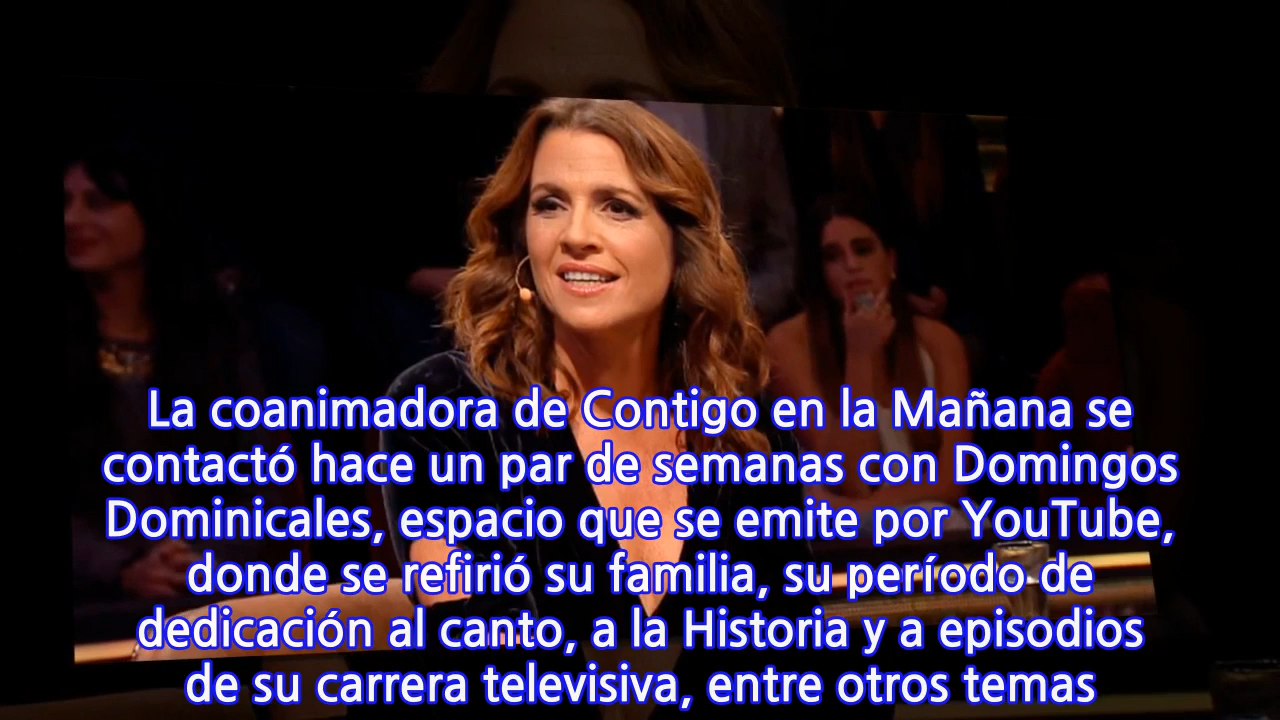 La coanimadora de Contigo en la Mañana se
contactó hace un par de semanas con Domingos
Dominicales, espacio que se emite por YouTube,
donde se refirió su familia, su período de
dedicación al canto, a la Historia y a episodios
de su carrera televisiva, entre otros temas